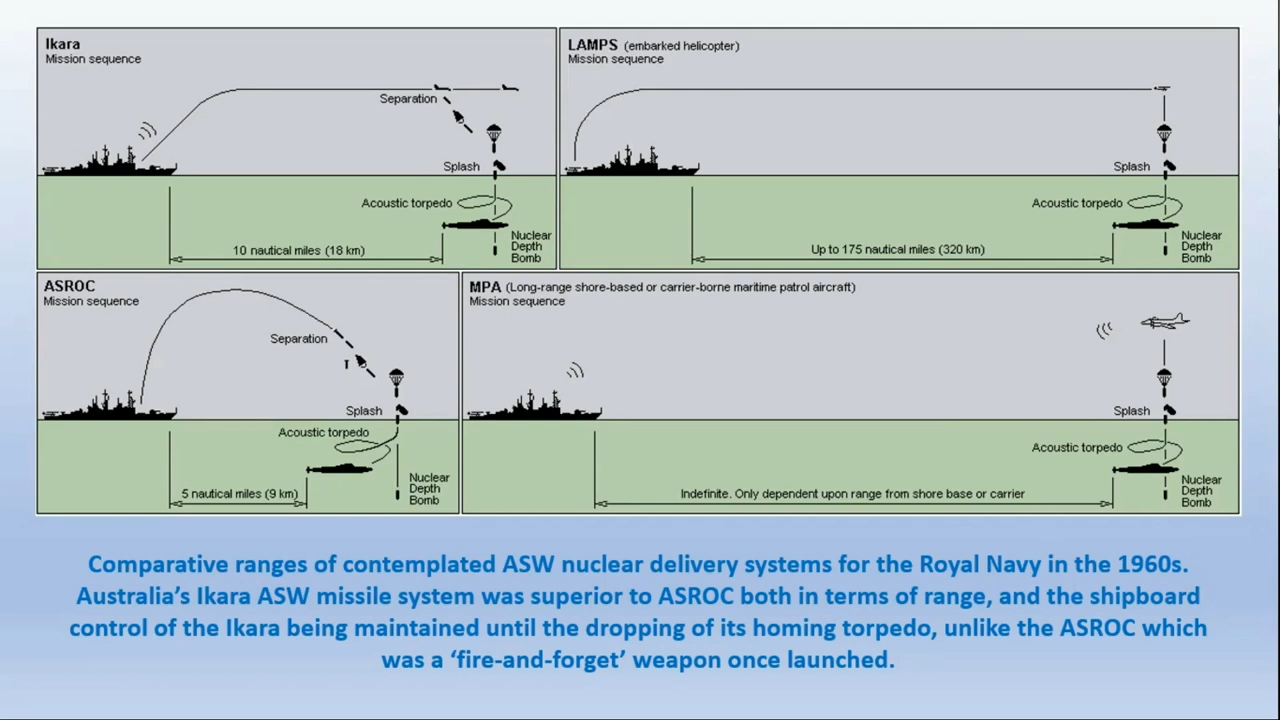 Ikara
Mission sequence
Separation
Splash
Acoustic torpedo
Nuclear
Depth
Bomb
10 nautical miles (18 km)
LAMPS (embarked helicopter)
Mission sequence
Splash
Acoustic torpedo
Nuclear
Depth
Bomb
Up to 175 nautical miles (320 km)
ASROC
Mission sequence
Separation
Splash
Acoustic torpedo
Nuclear
Depth
Bomb
5 nautical miles (9 km)
MPA (Long-range shore-based or carrier-borne maritime patrol aircraft)
Mission sequence
Splash
Acoustic torpedo
Nuclear
Depth
Bomb
Indefinite. Only dependent upon range from shore base or carrier
Comparative ranges of contemplated ASW nuclear delivery systems for the Royal Navy in the 1960s.
Australia’s Ikara ASW missile system was superior to ASROC both in terms of range, and the shipboard
control of the Ikara being maintained until the dropping of its homing torpedo, unlike the ASROC which
was a ‘fire-and-forget’ weapon once launched.